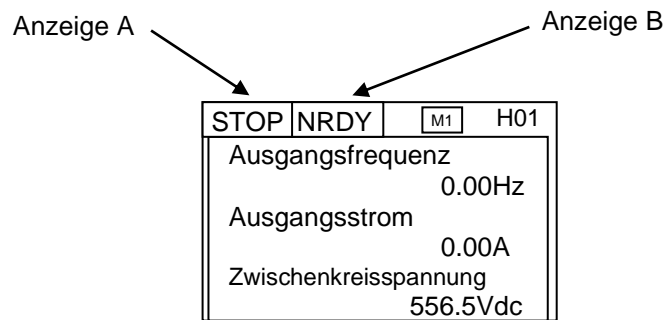 Anzeige A
Anzeige B
STOP NRDY M1 H01
Ausgangsfrequenz
0.00Hz
Ausgangsstrom
0.00A
Zwischenkreisspannung
556.5Vdc